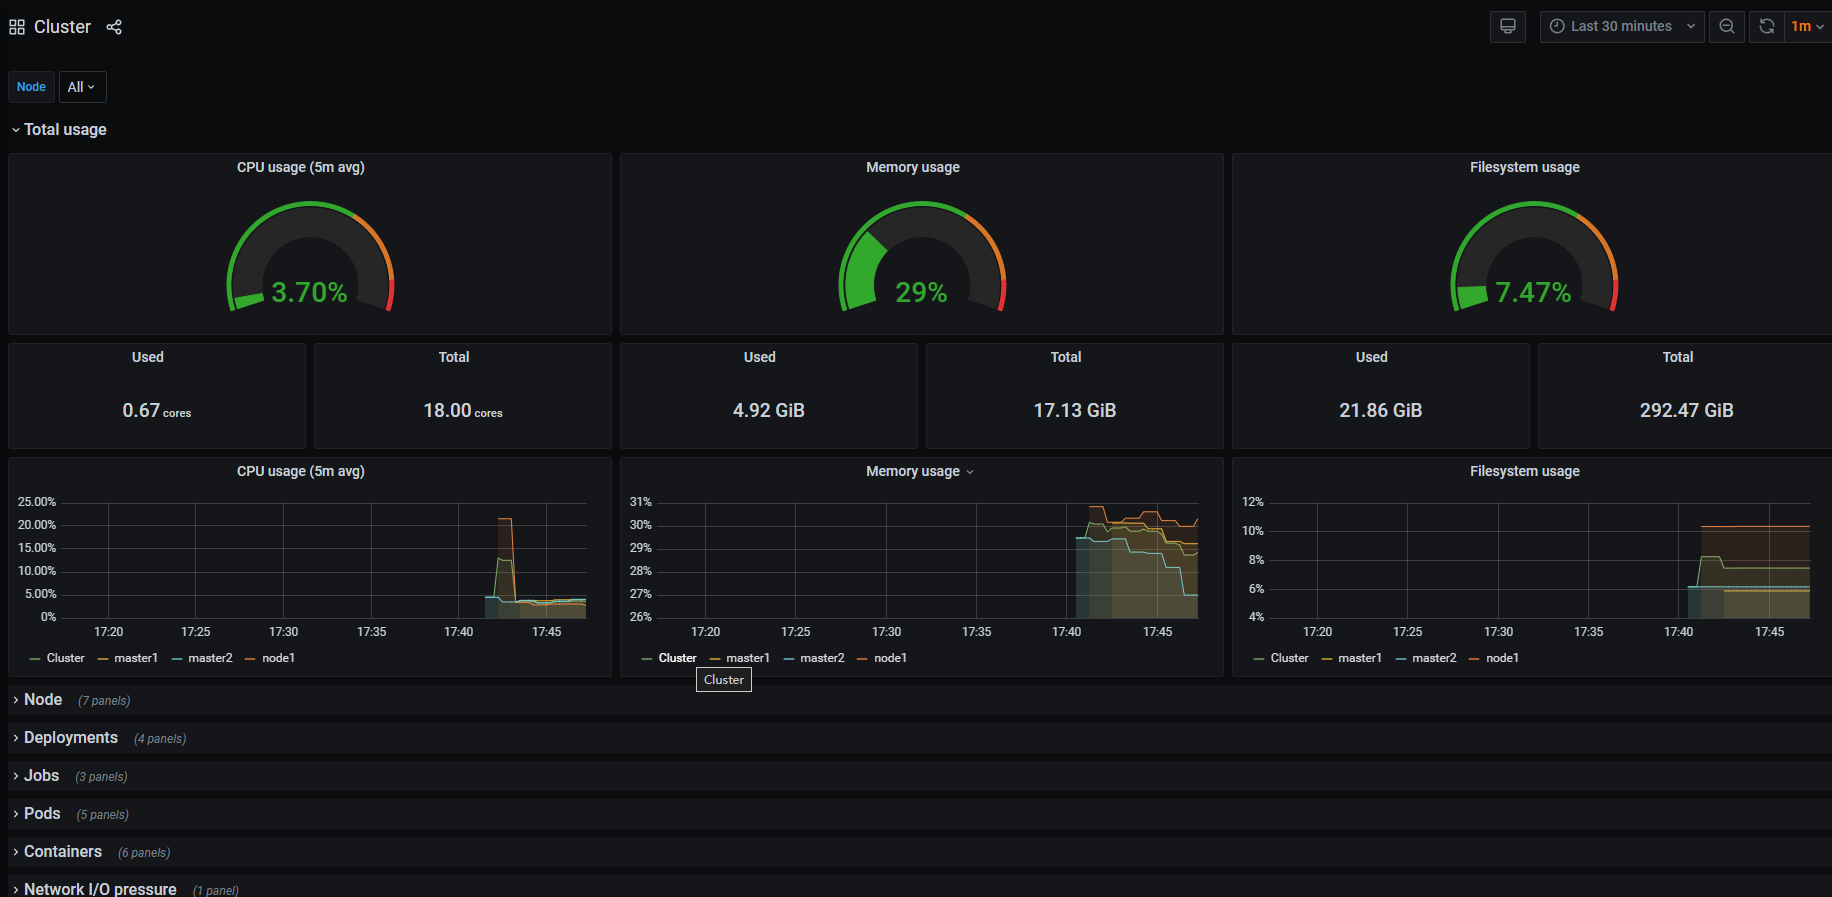 Cluster
Last 30 minutes
1m
Node All
Total usage
CPU usage (5m avg)
3.70%
Memory usage
29%
Filesystem usage
7.47%
Used
0.67 cores
Total
18.00 cores
Used
4.92 GiB
Total
17.13 GiB
Used
21.86 GiB
Total
292.47 GiB
CPU usage (5m avg)
25.00%
20.00%
15.00%
10.00%
5.00%
0%
17:20 17:25 17:30 17:35 17:40 17:45
Cluster master1 master2 node1
Memory usage
31%
30%
29%
28%
27%
26%
17:20 17:25 17:30 17:35 17:40 17:45
Cluster master1 master2 node1
Cluster
Filesystem usage
12%
10%
8%
6%
4%
17:20 17:25 17:30 17:35 17:40 17:45
Cluster master1 master2 node1
Node (7 panels)
Deployments (4 panels)
Jobs (3 panels)
Pods (5 panels)
Containers (6 panels)
Network I/O pressure (1 panel)